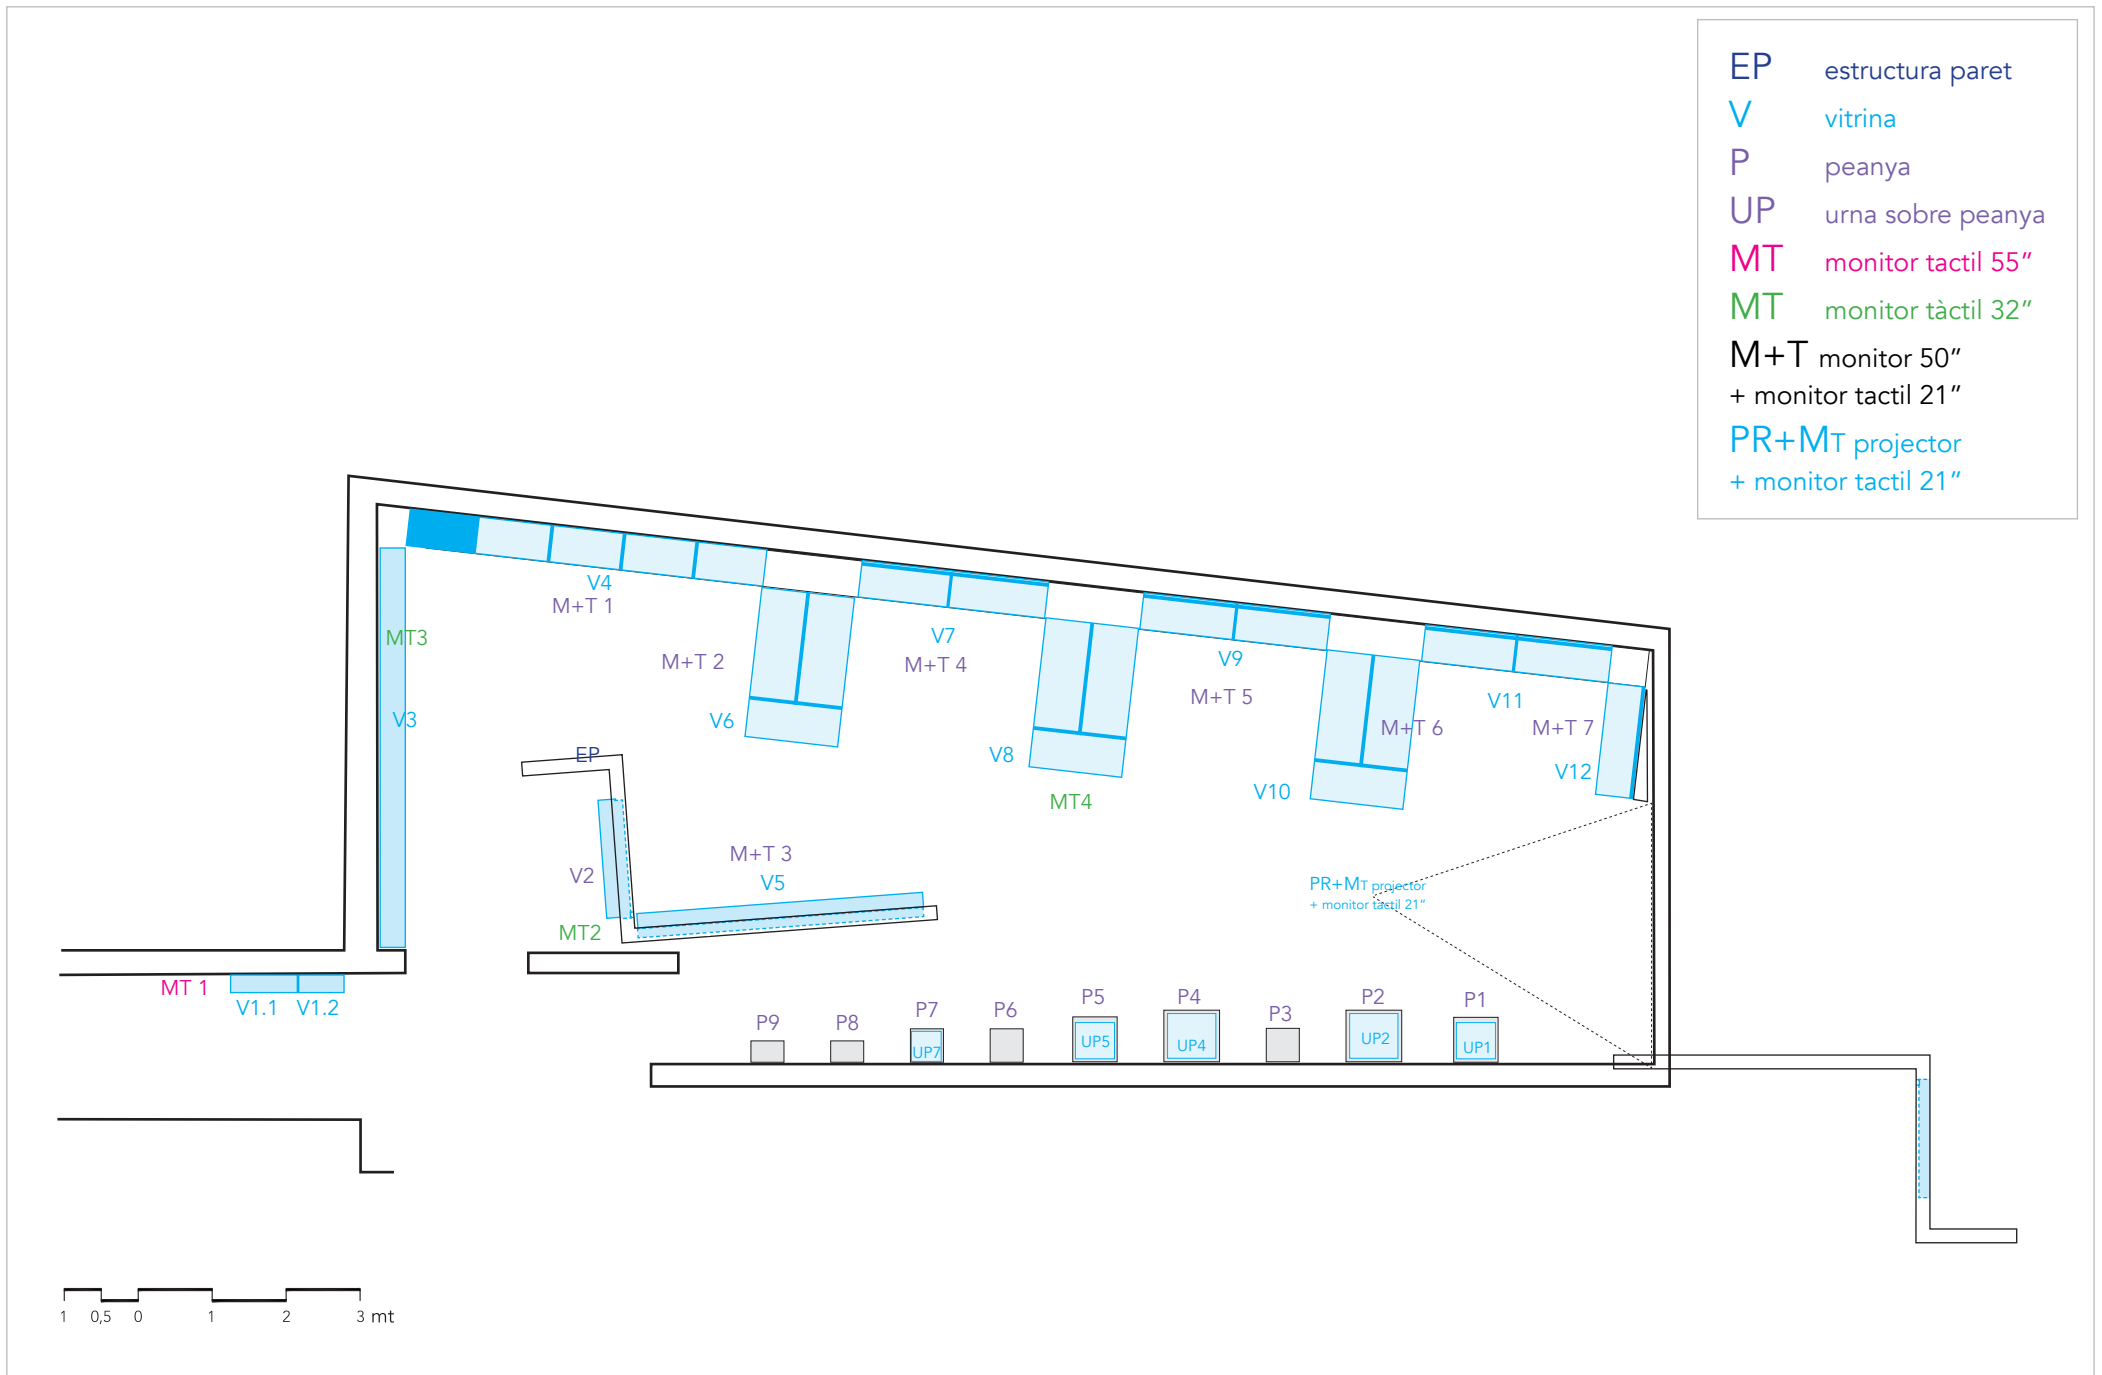 EP estructura paret
V vitrina
P peanya
UP urna sobre peanya
MT monitor tactil 55”
MT monitor tàctil 32”
M+T monitor 50”
+ monitor tactil 21”
PR+MT projector
+ monitor tactil 21”
V4
M+T 1
MT3
V3
M+T 2
V6
V7
M+T 4
V9
M+T 5
V11
M+T 6
M+T 7
V8
V12
V10
MT4
EP
M+T 3
V5
V2
MT2
PR+MT projector
+ monitor tactil 21”
MT 1
V1.1 V1.2
P9
P8
P7
P6
P5
P4
P3
P2
P1
UP7
UP5
UP4
UP2
UP1
1 0,5 0 1 2 3 mt